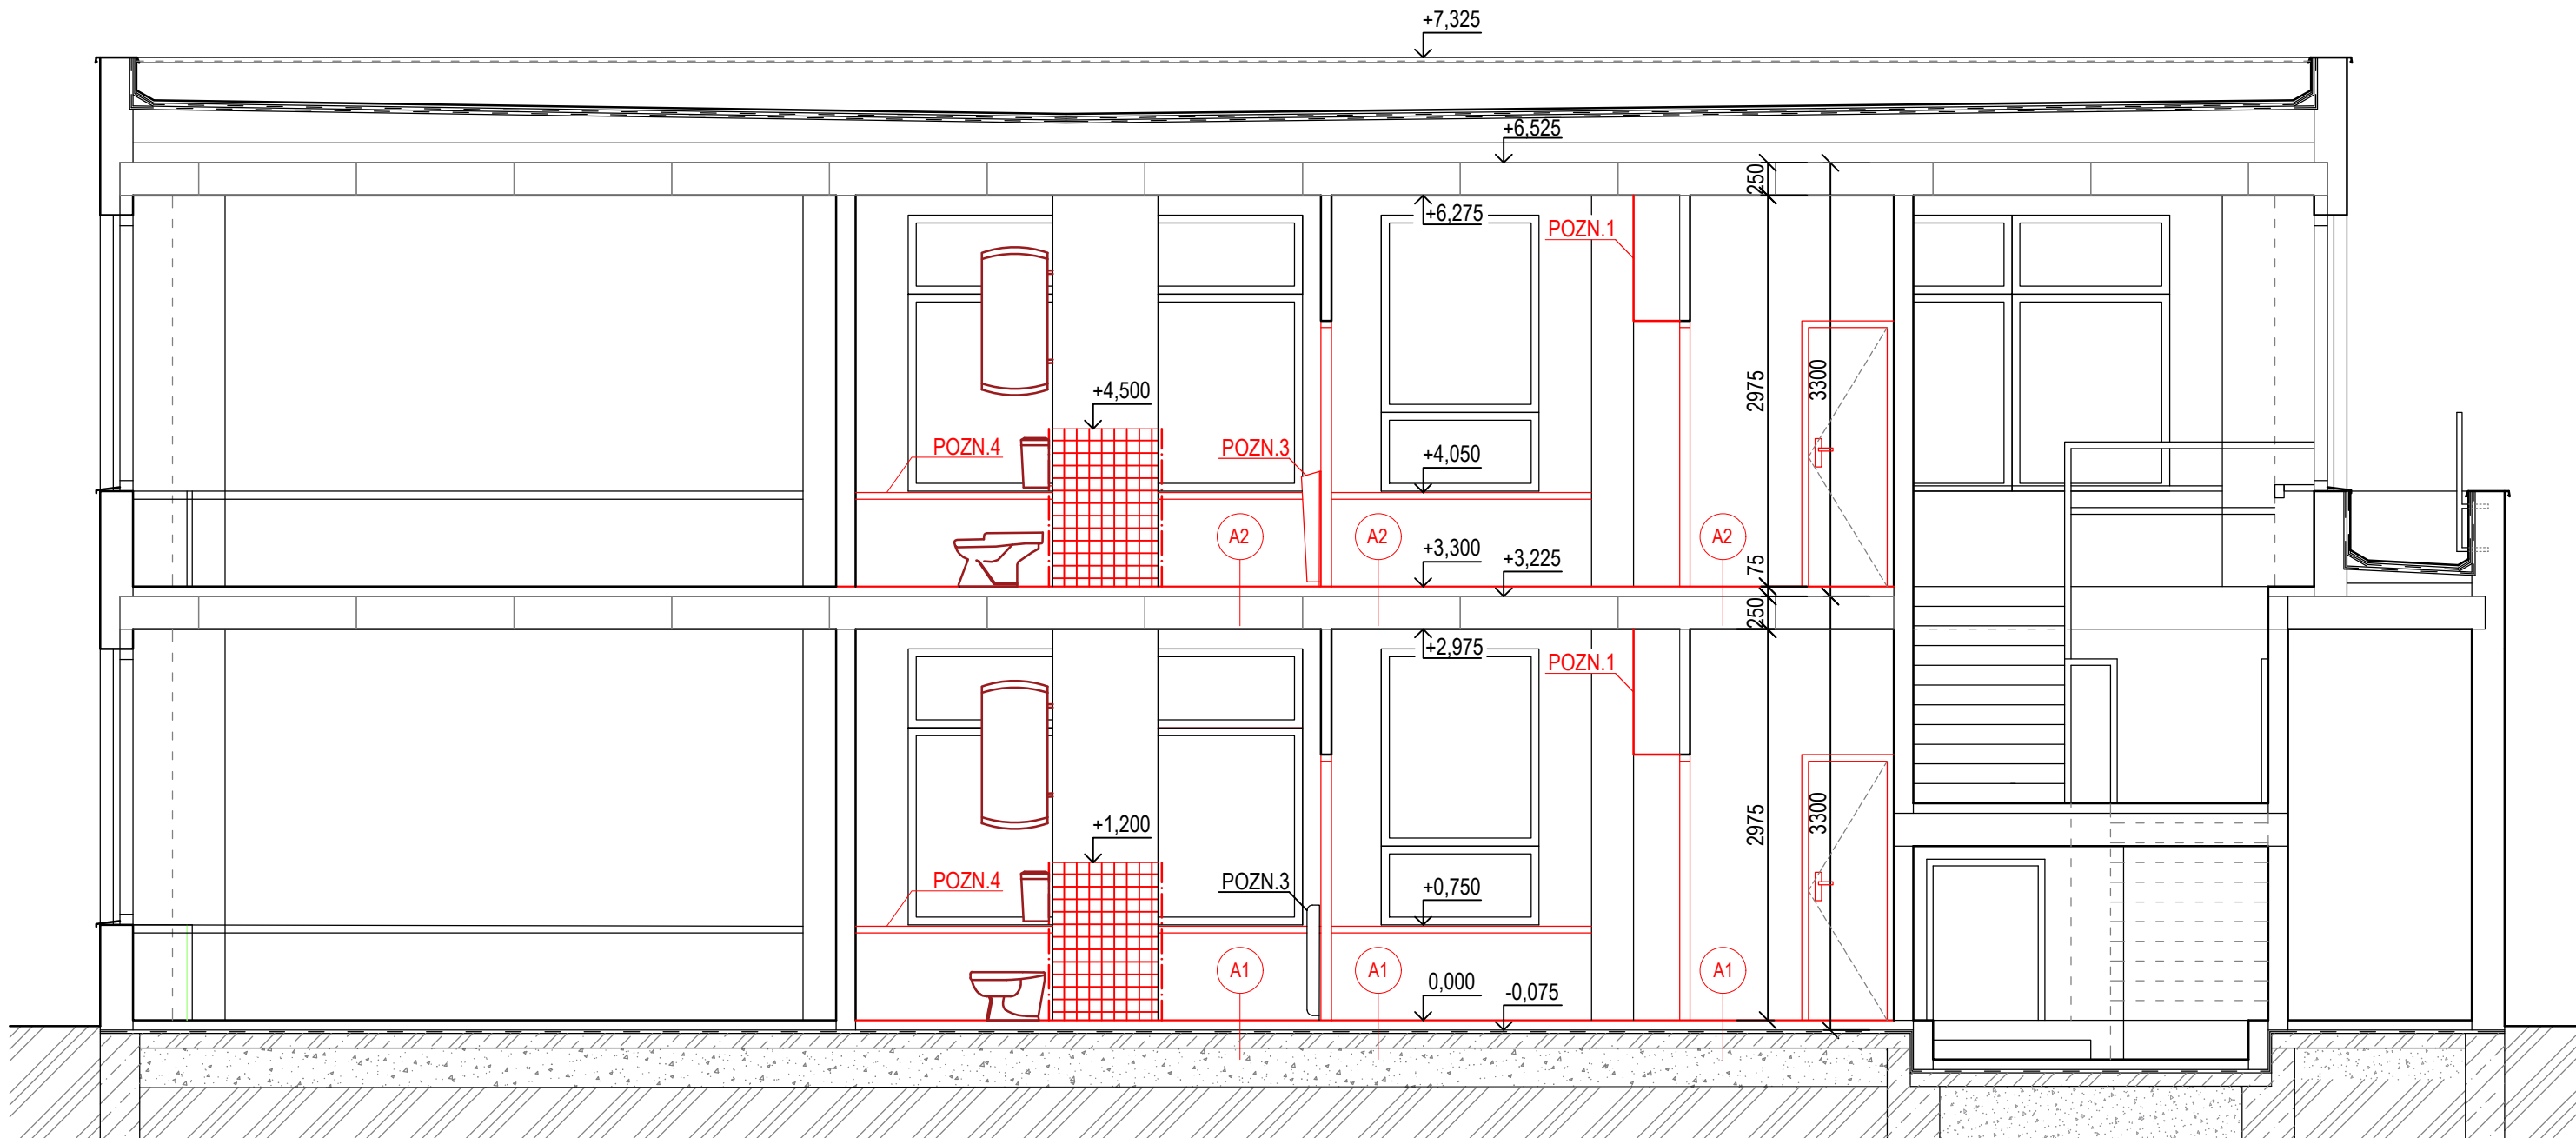 +7,325
+6,525
250
+6,275
POZN.1
2975
3300
+4,500
POZN.4
POZN.3
+4,050
A2
A2
A2
+3,300
+3,225
75
250
+2,975
POZN.1
2975
3300
+1,200
POZN.4
POZN.3
+0,750
A1
A1
A1
0,000
-0,075